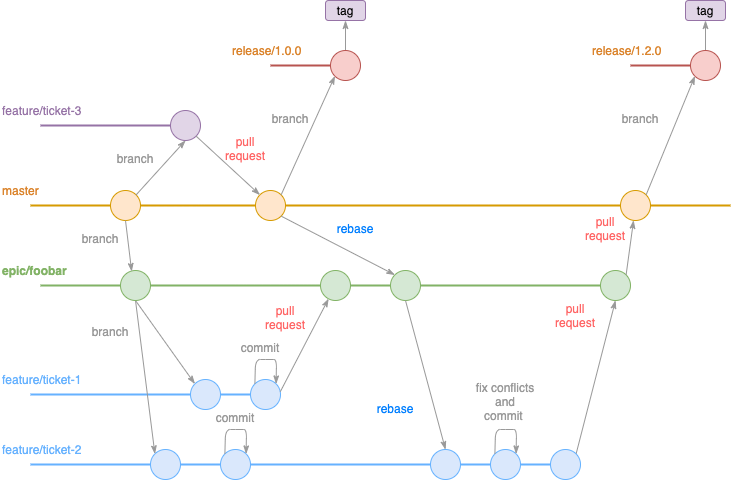 tag
tag
release/1.0.0
release/1.2.0
feature/ticket-3
branch
branch
pull
request
branch
master
pull
request
rebase
branch
epic/foobar
pull
request
pull
request
branch
commit
feature/ticket-1
fix conflicts
and
commit
rebase
commit
feature/ticket-2